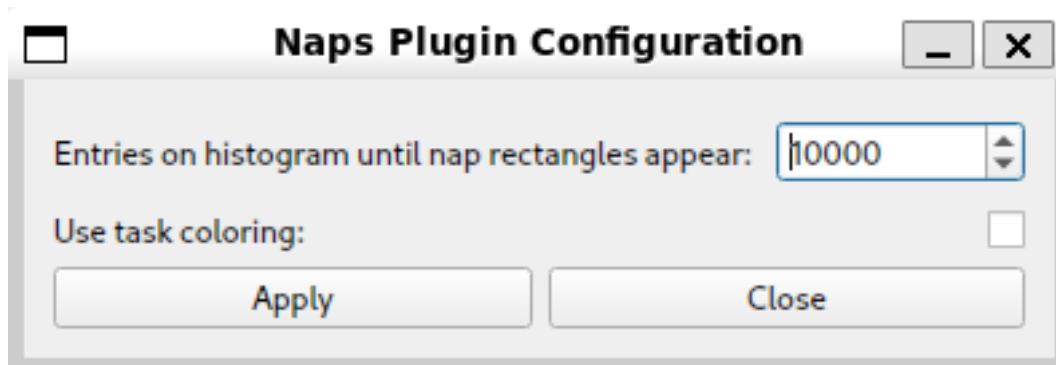 Naps Plugin Configuration
Entries on histogram until nap rectangles appear: 10000
Use task coloring:
Apply Close